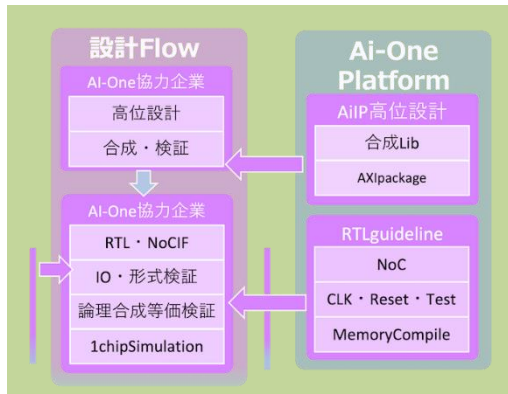 設計Flow
AI-One協力企業
高位設計
合成・検証
AI-One協力企業
RTL・NoCIF
IO・形式検証
論理合成等価検証
1chipSimulation
Ai-One
Platform
AiIP高位設計
合成Lib
AXIpackage
RTLguideline
NoC
CLK・Reset・Test
MemoryCompile